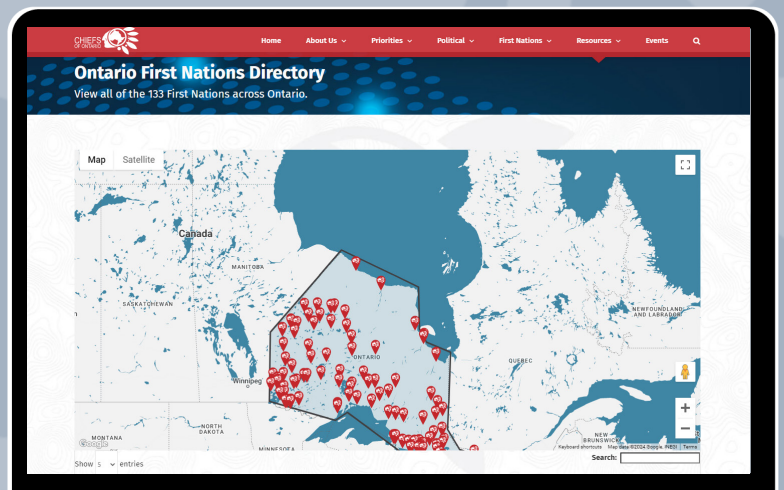 CHIEFS
OF ONTARIO
Home About Us Priorities Political First Nations Resources Events
Ontario First Nations Directory
View all of the 133 First Nations across Ontario.
Map Satellite
Canada
MANITOBA
SASKATCHEWAN
NEWFOUNDLAND
AND LABRADOR
ONTARIO
QUEBEC
Winnipeg
NORTH
DAKOTA
MONTANA
NEW
BRUNSWICK
MINNESOTA
Google
Keyboard shortcuts Map data ©2024 Google, INEGI Terms
Show 5 entries
Search: